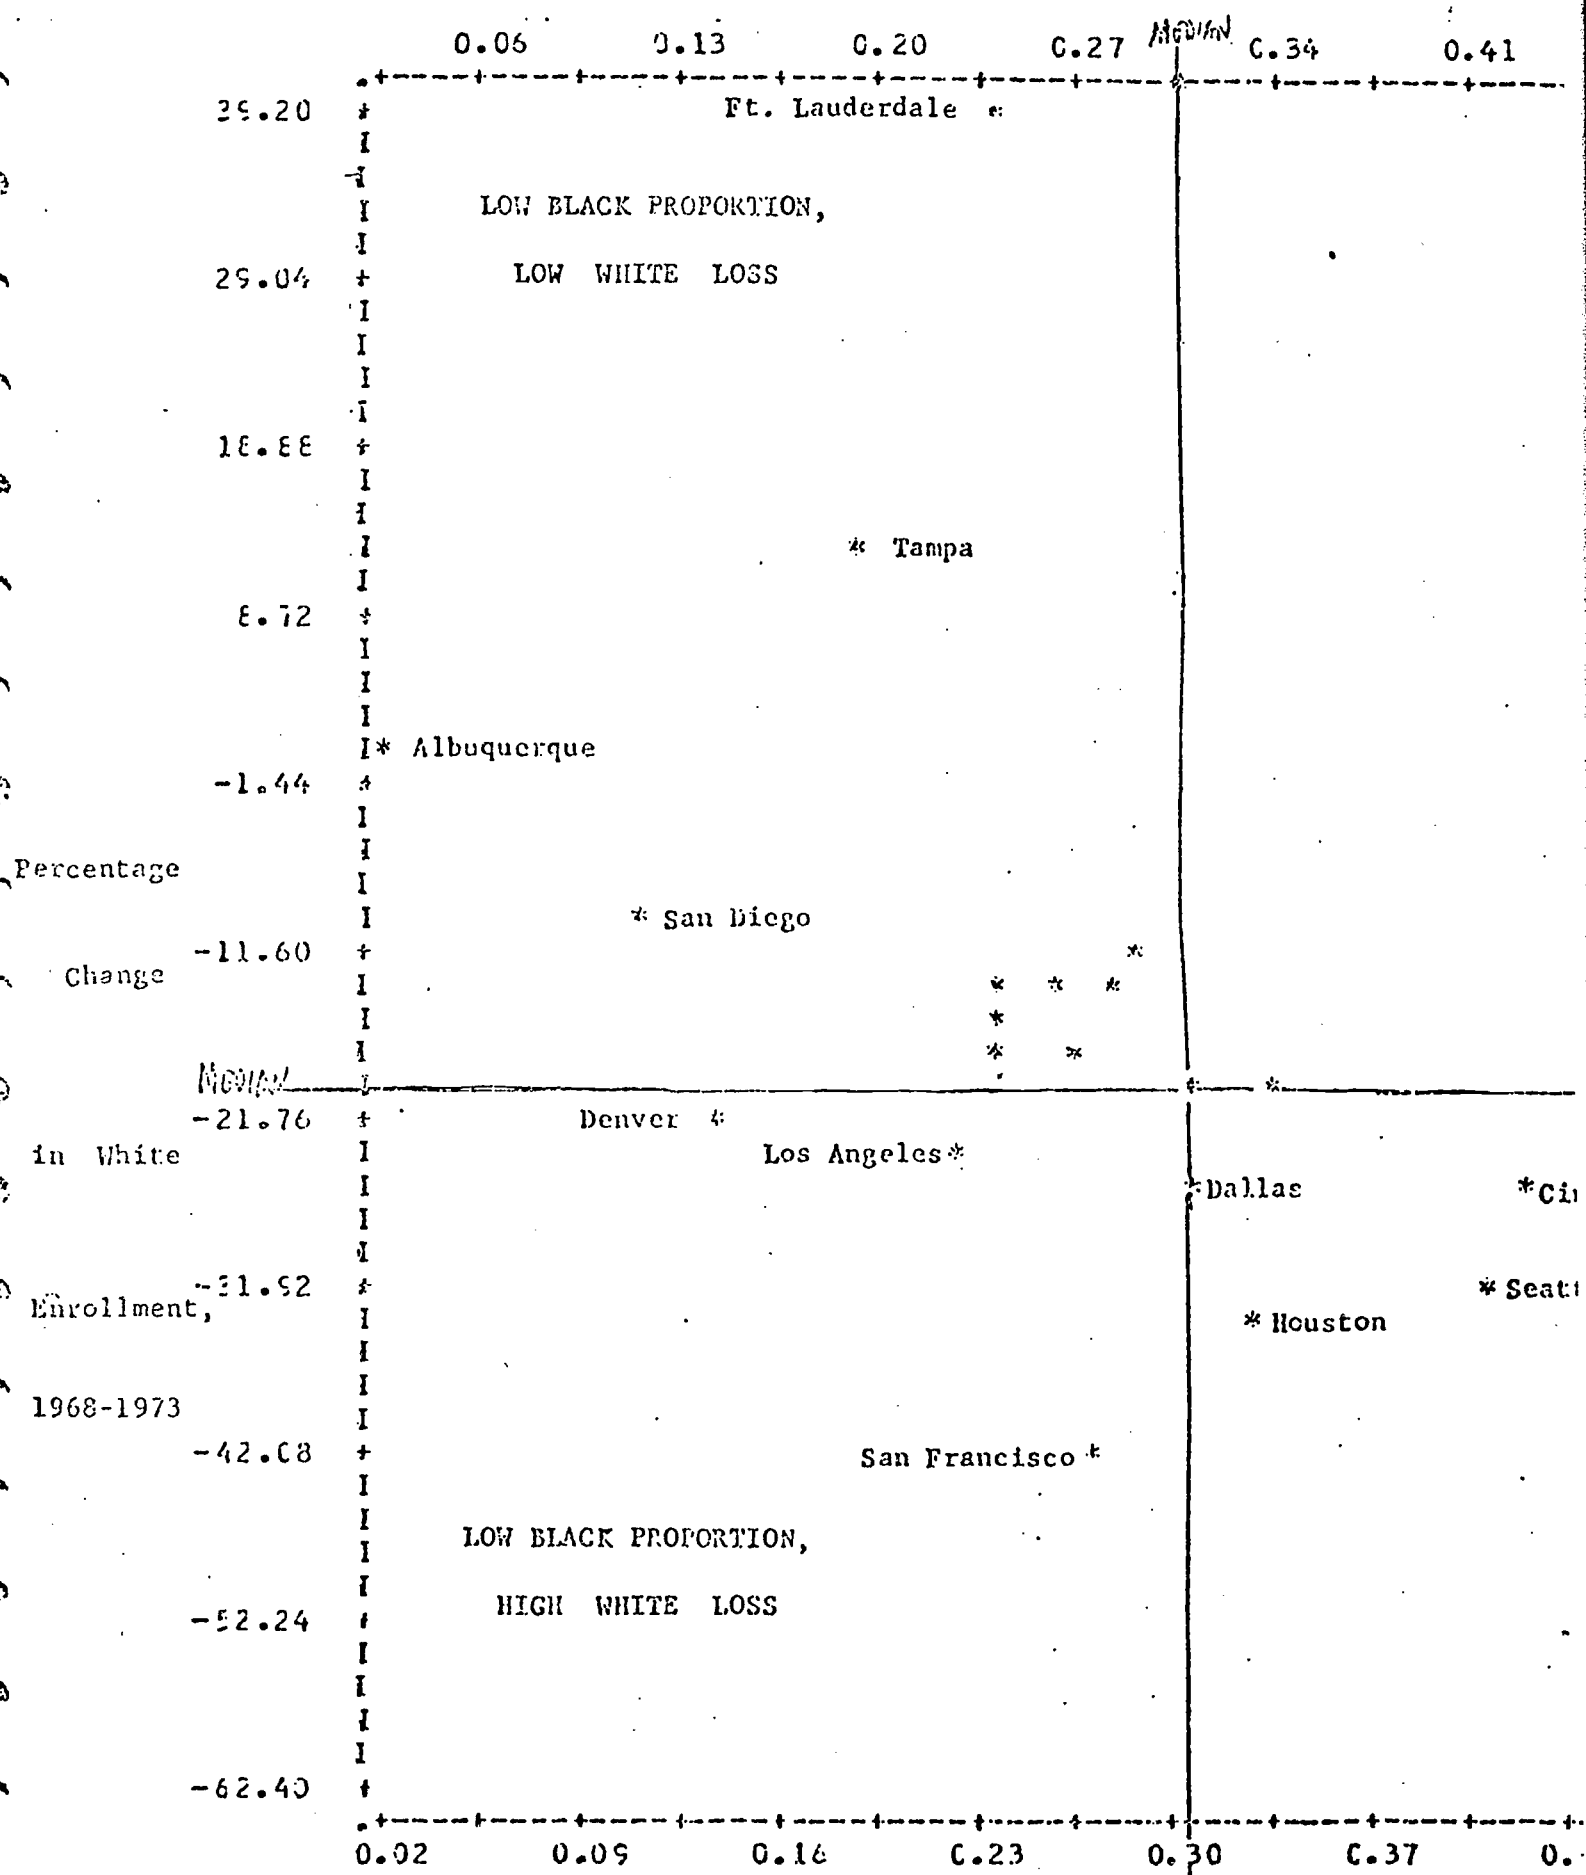 0.06 0.13 0.20 0.27 MEDIAN 0.34 0.41
39.20 Ft. Lauderdale *
LOW BLACK PROPORTION,
29.04 LOW WHITE LOSS
18.88
* Tampa
8.72
* Albuquerque
-1.44
Percentage
* San Diego
-11.60 *
Change * * *
*
* *
MEDIAN * *
-21.76 Denver *
in White Los Angeles *
* Dallas *
-31.92 *
Enrollment, * Houston
1968-1973
-42.08 San Francisco *
LOW BLACK PROPORTION,
HIGH WHITE LOSS
-52.24
-62.40
0.02 0.09 0.16 0.23 0.30 0.37